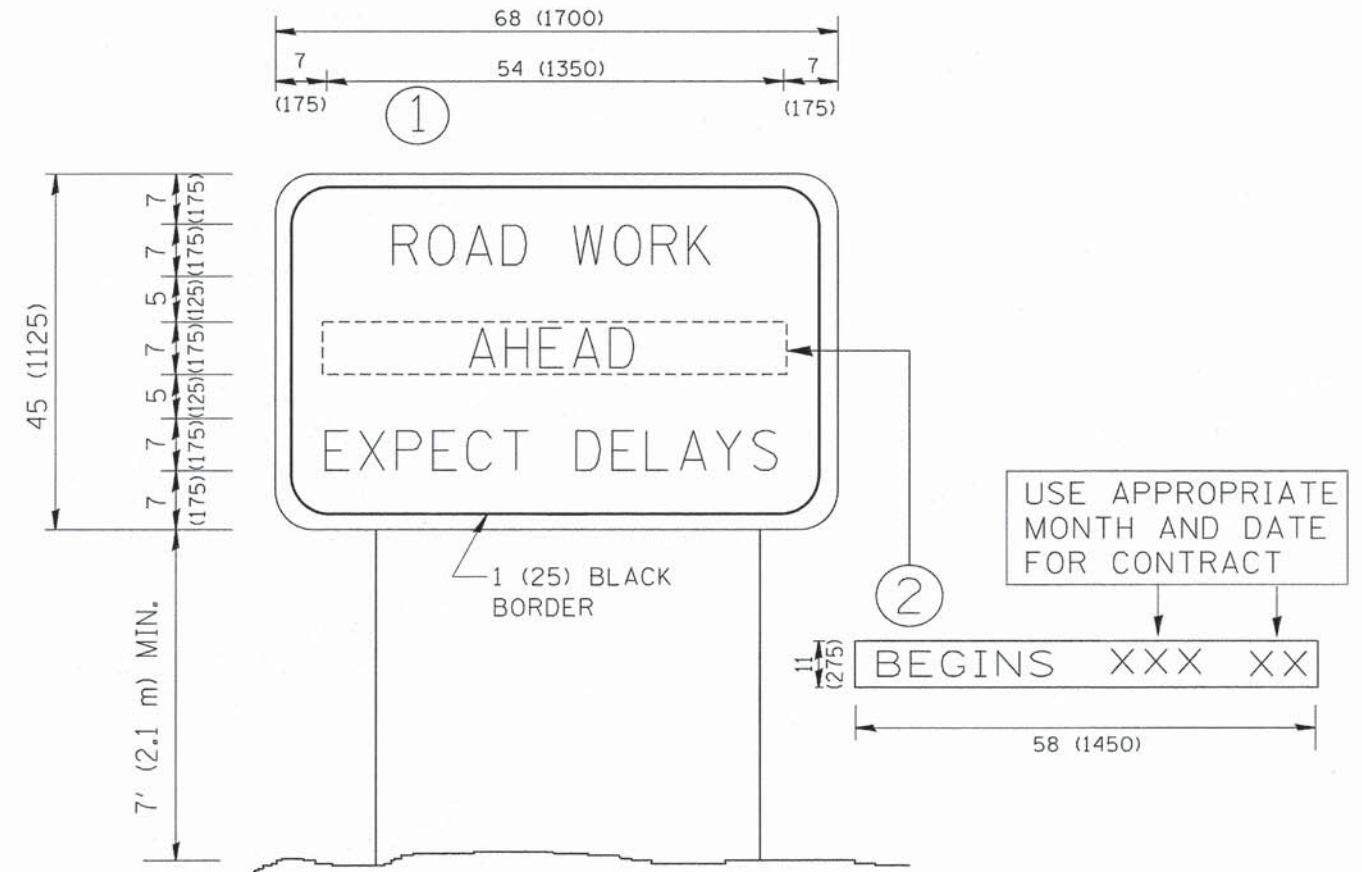 68 (1700)
7
54 (1350)
7
(175)
(175)
1
7
(175)
7
(175)
5
(125)
7
(175)
5
(125)
7
(175)
7
(175)
45 (1125)
ROAD WORK
AHEAD
EXPECT DELAYS
1 (25) BLACK
BORDER
7' (2.1 m) MIN.
USE APPROPRIATE
MONTH AND DATE
FOR CONTRACT
2
11
(275)
BEGINS XXX XX
58 (1450)